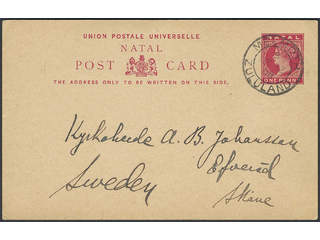 UNION POSTALE UNIVERSELLE
NATAL
POST CARD
THE ADDRESS ONLY TO BE WRITTEN ON THIS SIDE.
NATAL
ONE PENNY
ZULULAND
Kyrkoherde A. B. Johansson
Sweden
Skåne